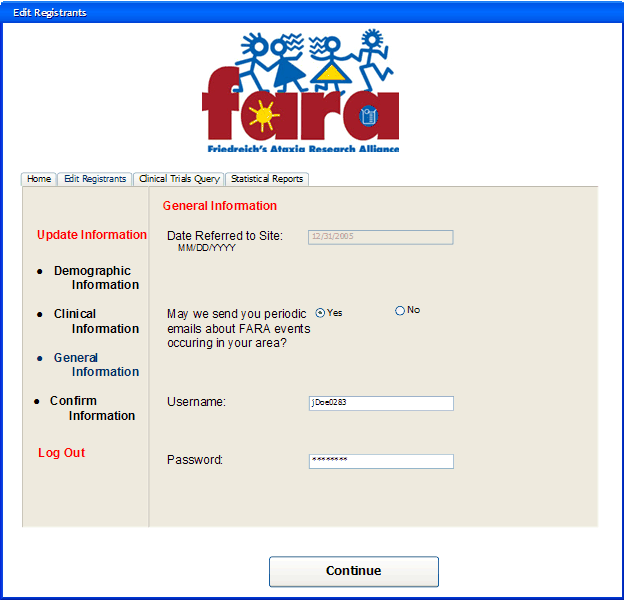 Edit Registrants
fara
Friedreich's Ataxia Research Alliance
Home Edit Registrants Clinical Trials Query Statistical Reports
General Information
Update Information
Date Referred to Site: 12/31/2005
MM/DD/YYYY
Demographic
Information
Clinical
Information
May we send you periodic Yes No
emails about FARA events
occuring in your area?
General
Information
Confirm
Information
Username: jDoe0283
Log Out
Password: ********
Continue